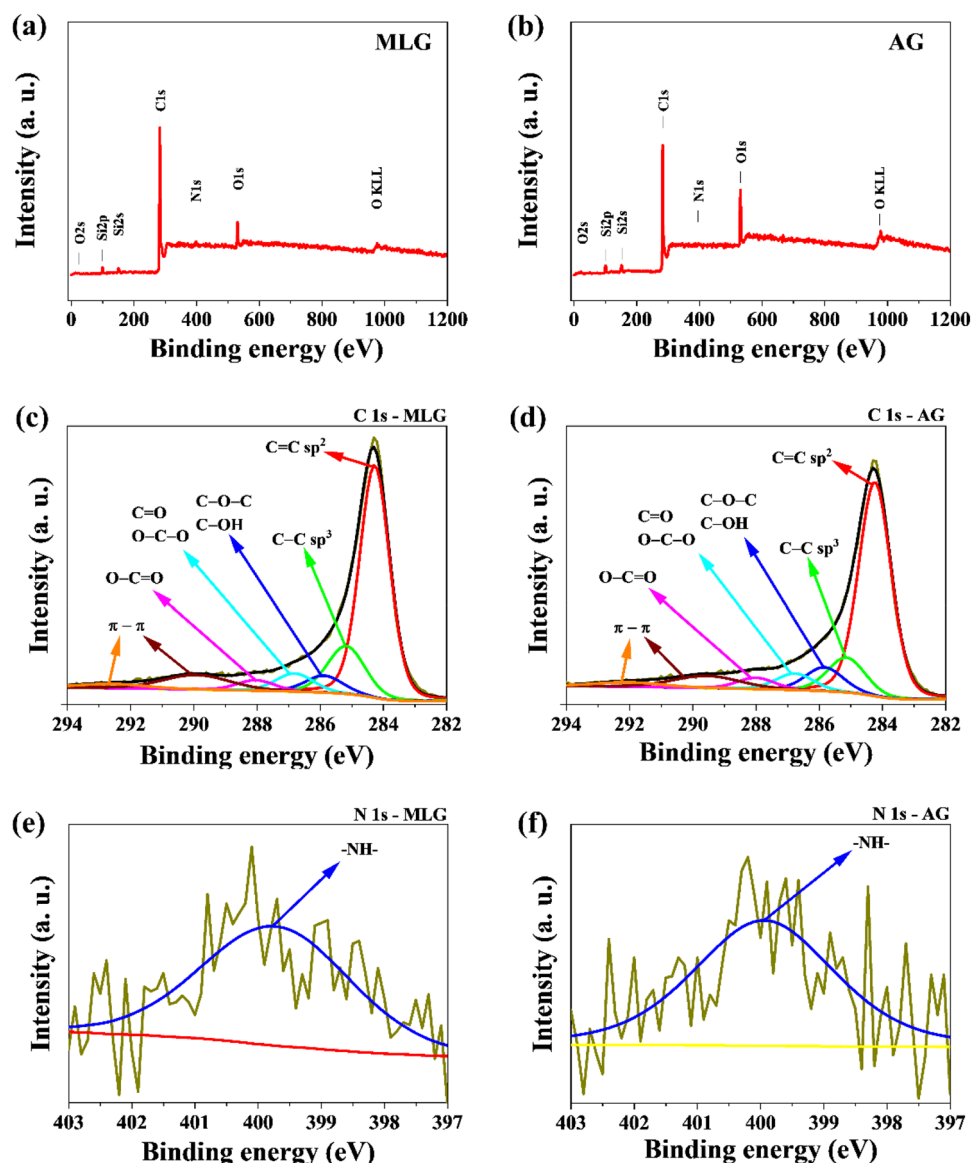 (a)
MLG
Intensity (a. u.)
O2s
Si2p
Si2s
C1s
N1s
O1s
O KLL
0 200 400 600 800 1000 1200
Binding energy (eV)
(b)
AG
Intensity (a. u.)
O2s
Si2p
Si2s
C1s
N1s
O1s
O KLL
0 200 400 600 800 1000 1200
Binding energy (eV)
(c)
C 1s - MLG
Intensity (a. u.)
C=C sp²
C–O–C
C–OH
C=O
O–C–O
C–C sp³
O–C=O
π – π
294 292 290 288 286 284 282
Binding energy (eV)
(d)
C 1s - AG
Intensity (a. u.)
C=C sp²
C–O–C
C–OH
C=O
O–C–O
C–C sp³
O–C=O
π – π
294 292 290 288 286 284 282
Binding energy (eV)
(e)
N 1s - MLG
Intensity (a. u.)
-NH-
403 402 401 400 399 398 397
Binding energy (eV)
(f)
N 1s - AG
Intensity (a. u.)
-NH-
403 402 401 400 399 398 397
Binding energy (eV)